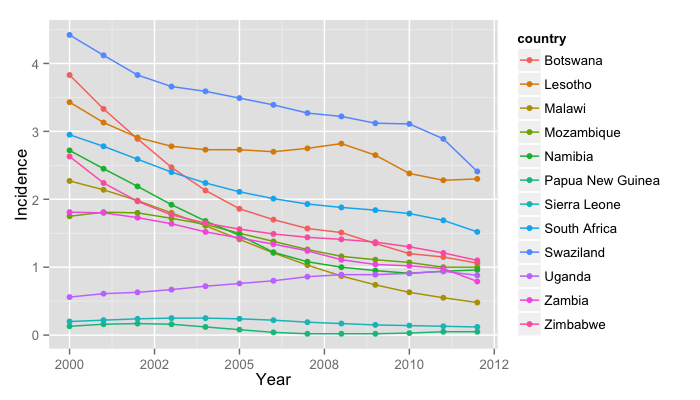 country
Botswana
Lesotho
Malawi
Mozambique
Namibia
Papua New Guinea
Sierra Leone
South Africa
Swaziland
Uganda
Zambia
Zimbabwe
Incidence
4
3
2
1
0
2000 2002 2005 2008 2010 2012
Year